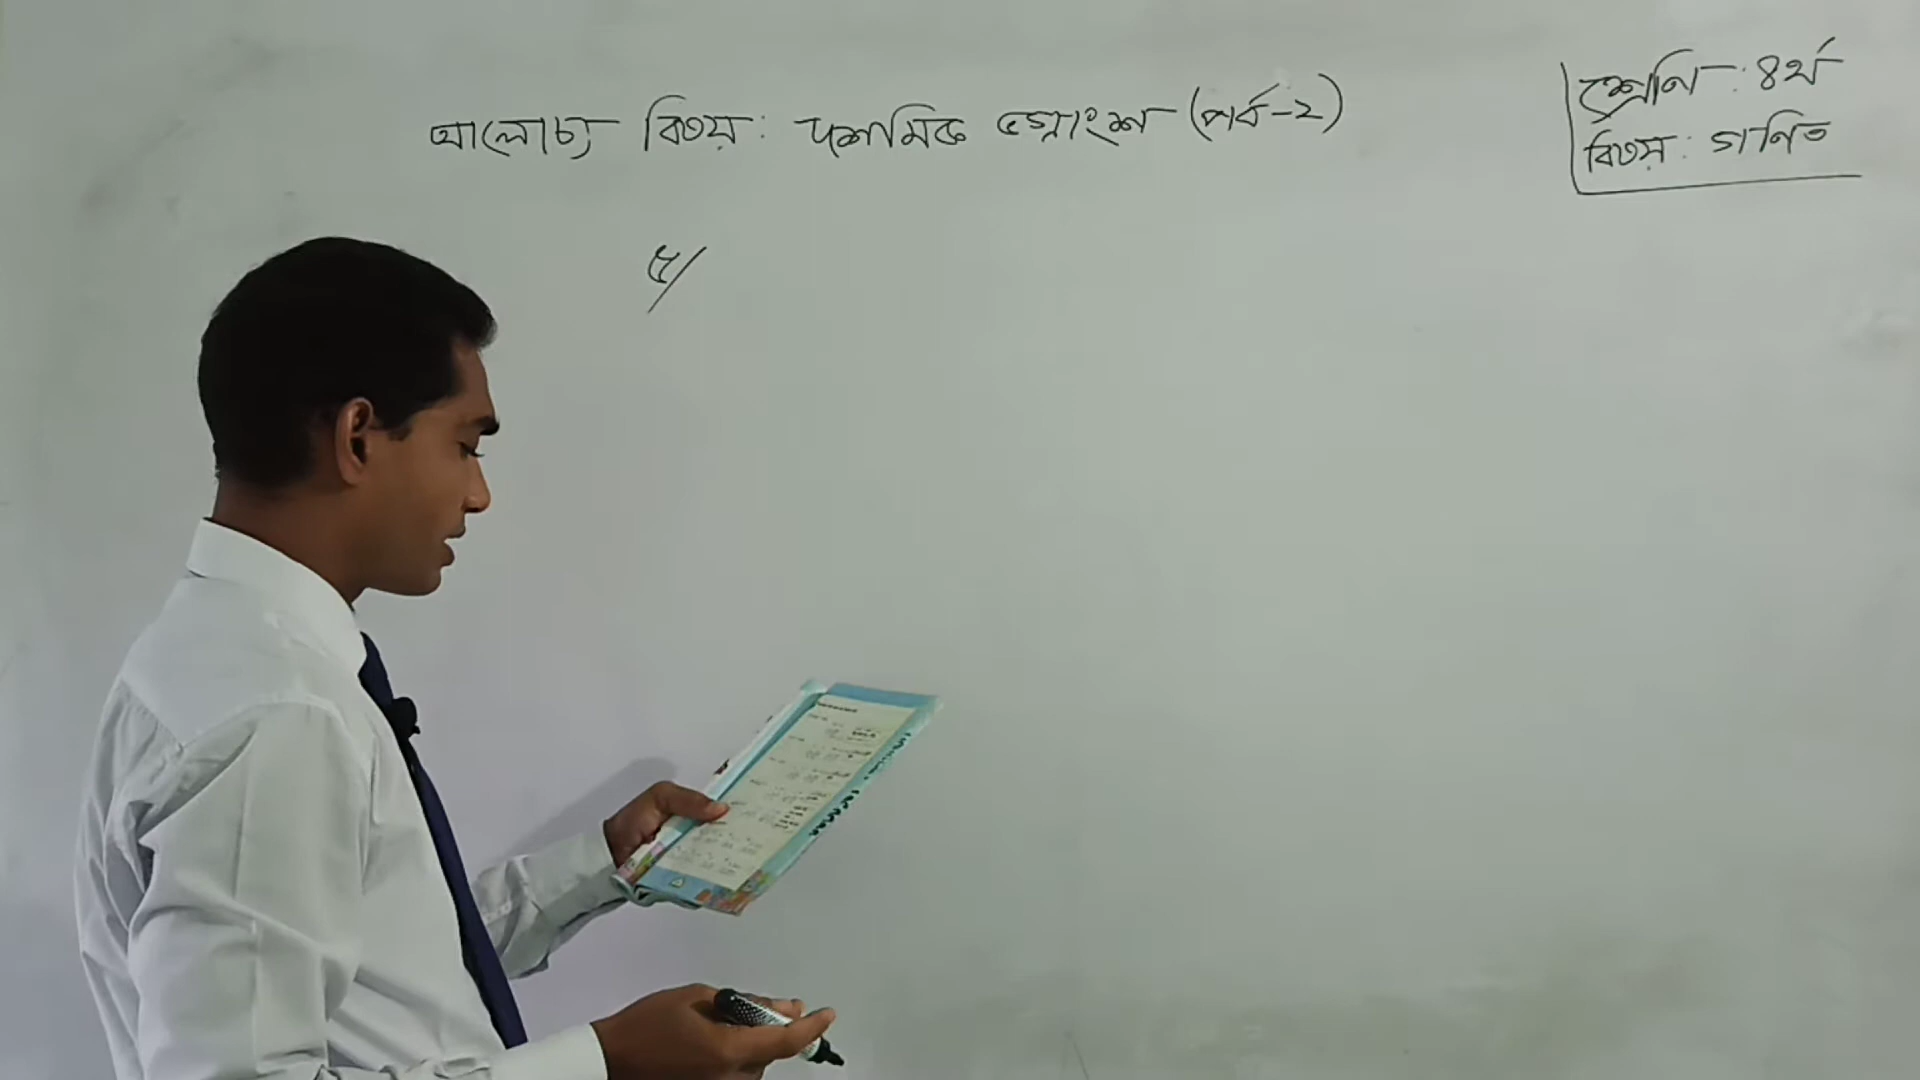 আলোচ্য বিষয়: দশমিক ভগ্নাংশ (পর্ব-২)
শ্রেণি: ৪র্থ
বিষয়: গণিত
৫/